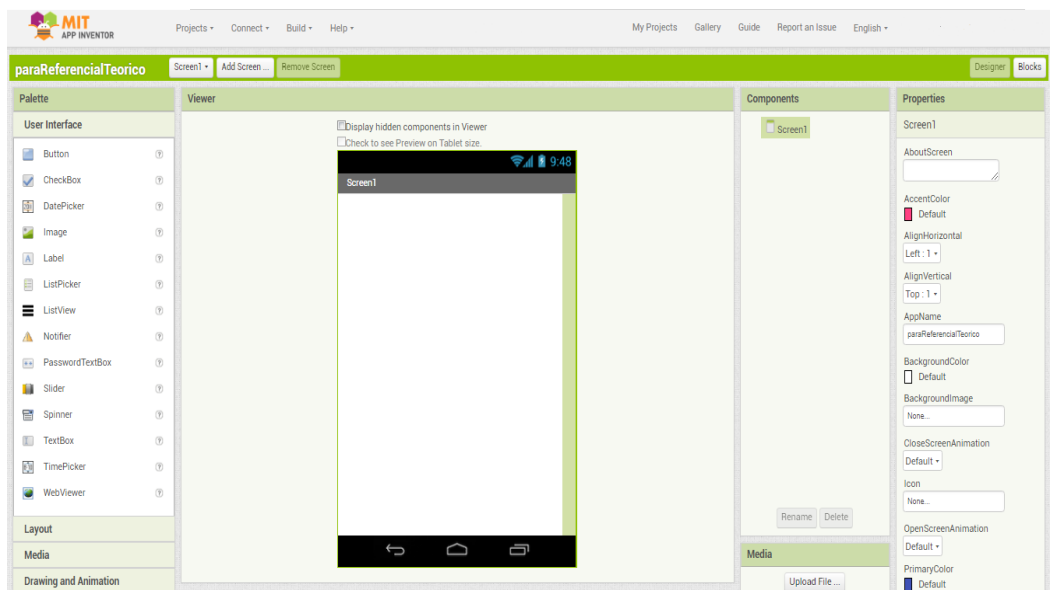 MIT
APP INVENTOR
Projects Connect Build Help
My Projects Gallery Guide Report an Issue English
paraReferencialTeorico Screen1 Add Screen ... Remove Screen Designer Blocks
Palette
User Interface
Button
CheckBox
DatePicker
Image
Label
ListPicker
ListView
Notifier
PasswordTextBox
Slider
Spinner
TextBox
TimePicker
WebViewer
Layout
Media
Drawing and Animation
Viewer
Display hidden components in Viewer
Check to see Preview on Tablet size.
9:48
Screen1
Components
Screen1
Rename Delete
Media
Upload File ...
Properties
Screen1
AboutScreen
AccentColor
Default
AlignHorizontal
Left : 1
AlignVertical
Top : 1
AppName
paraReferencialTeorico
BackgroundColor
Default
BackgroundImage
None...
CloseScreenAnimation
Default
Icon
None...
OpenScreenAnimation
Default
PrimaryColor
Default